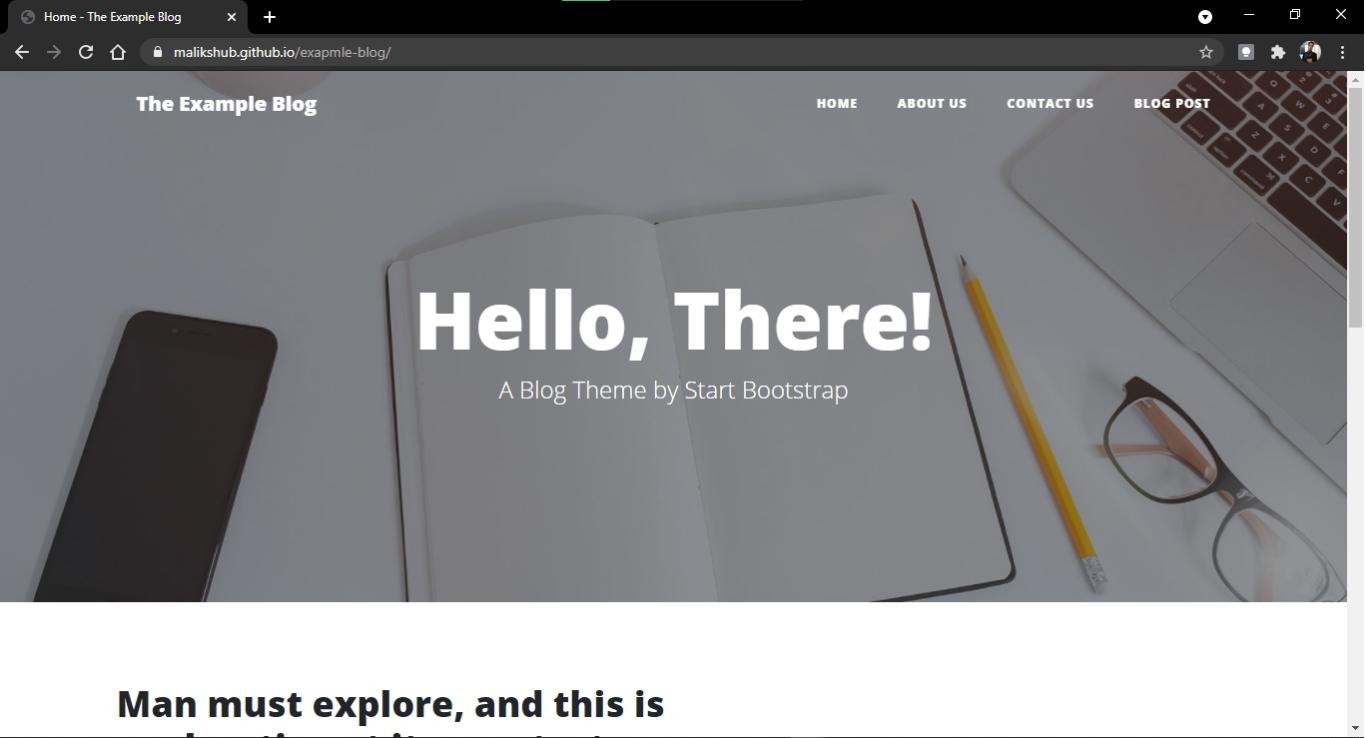 Home - The Example Blog
malikshub.github.io/exapmle-blog/
The Example Blog
HOME ABOUT US CONTACT US BLOG POST
Hello, There!
A Blog Theme by Start Bootstrap
Man must explore, and this is